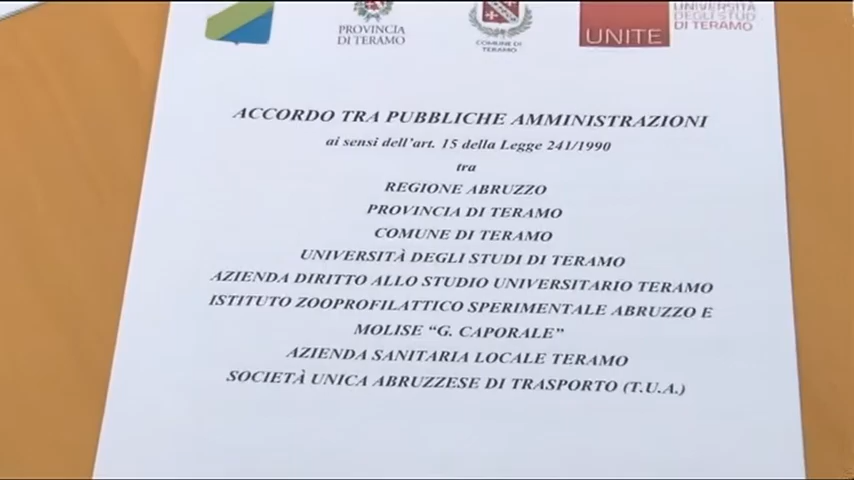 PROVINCIA
DI TERAMO
COMUNE DI
TERAMO
UNITE
UNIVERSITÀ
DEGLI STUDI
DI TERAMO
ACCORDO TRA PUBBLICHE AMMINISTRAZIONI
ai sensi dell'art. 15 della Legge 241/1990
tra
REGIONE ABRUZZO
PROVINCIA DI TERAMO
COMUNE DI TERAMO
UNIVERSITÀ DEGLI STUDI DI TERAMO
AZIENDA DIRITTO ALLO STUDIO UNIVERSITARIO TERAMO
ISTITUTO ZOOPROFILATTICO SPERIMENTALE ABRUZZO E
MOLISE "G. CAPORALE"
AZIENDA SANITARIA LOCALE TERAMO
SOCIETÀ UNICA ABRUZZESE DI TRASPORTO (T.U.A.)